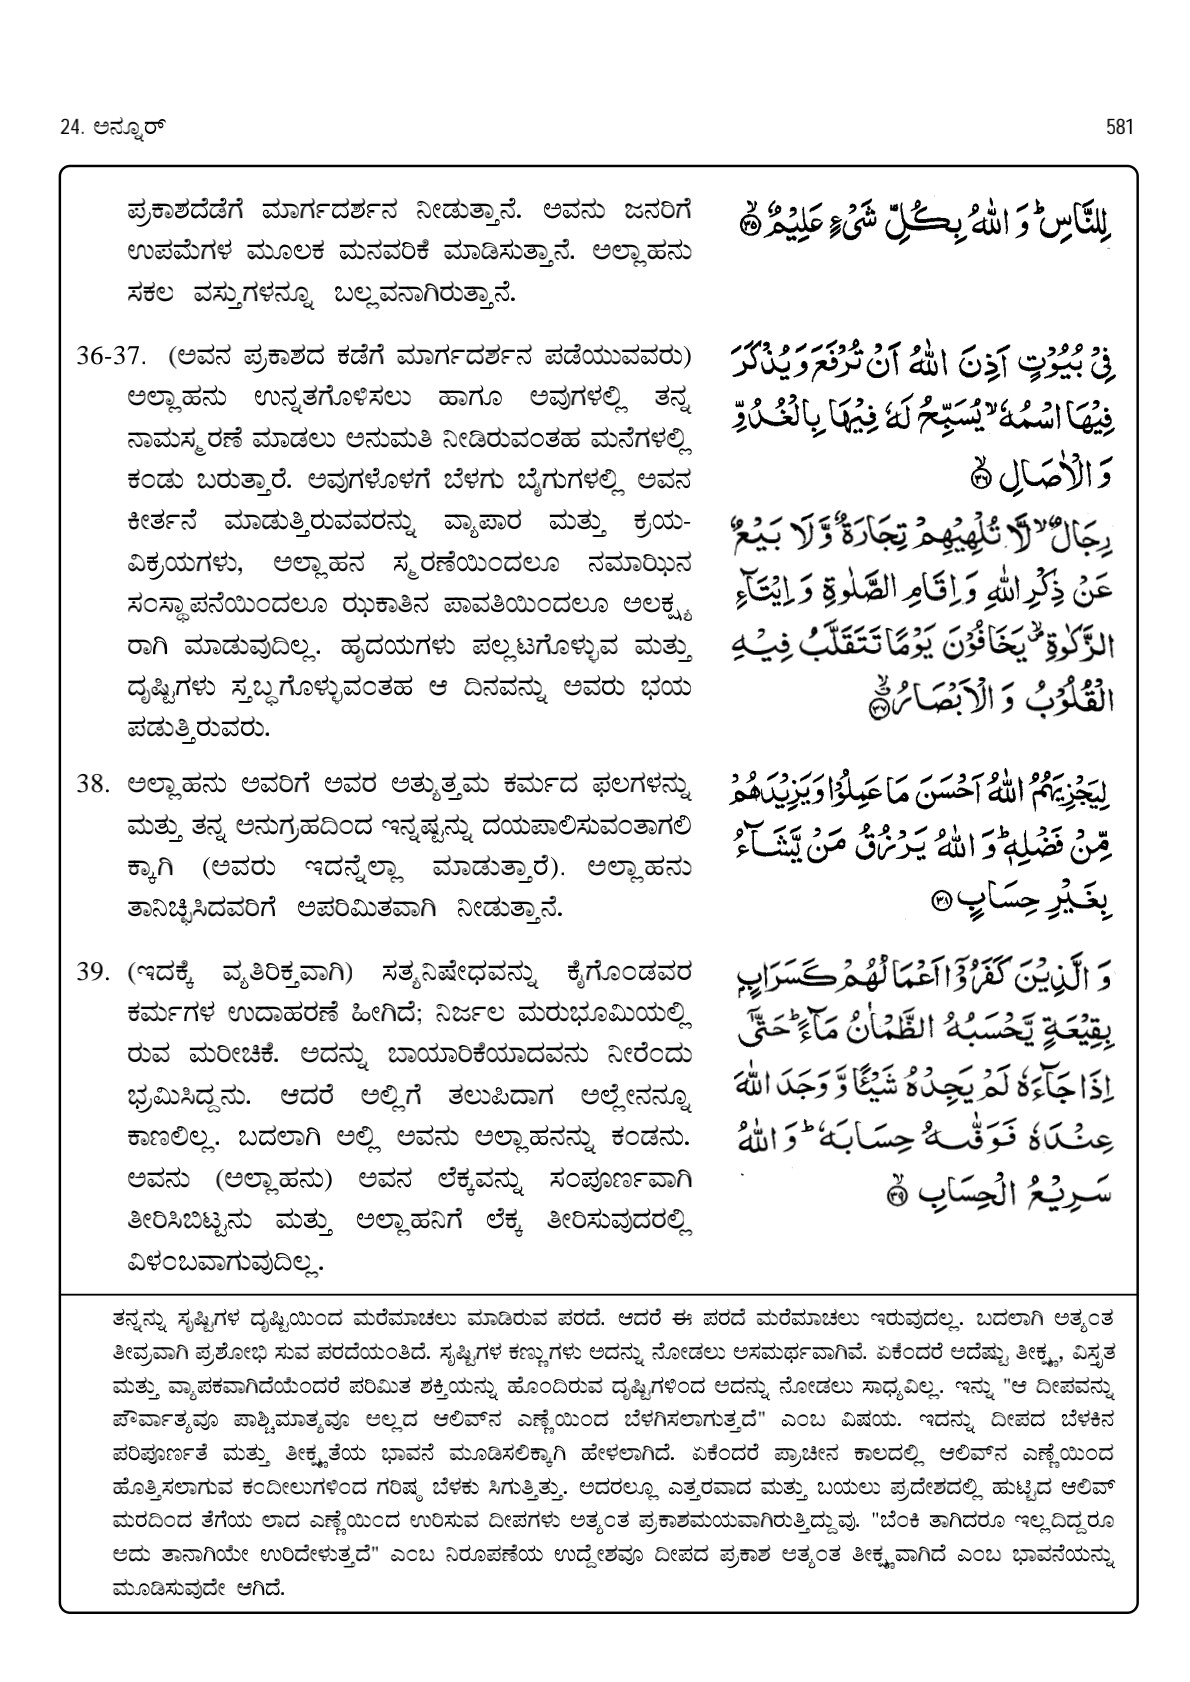 24. ಅನ್ನೂರ್
581
ಪ್ರಕಾಶದೆಡೆಗೆ ಮಾರ್ಗದರ್ಶನ ನೀಡುತ್ತಾನೆ. ಅವನು ಜನರಿಗೆ
ಉಪಮೆಗಳ ಮೂಲಕ ಮನವರಿಕೆ ಮಾಡಿಸುತ್ತಾನೆ. ಅಲ್ಲಾಹನು
ಸಕಲ ವಸ್ತುಗಳನ್ನೂ ಬಲ್ಲವನಾಗಿರುತ್ತಾನೆ.
لِلنَّاسِ ؕ وَ اللّٰهُ بِكُلِّ شَیْءٍ عَلِیْمٌ ۙ﴿۳۵﴾
36-37. (ಅವನ ಪ್ರಕಾಶದ ಕಡೆಗೆ ಮಾರ್ಗದರ್ಶನ ಪಡೆಯುವವರು)
ಅಲ್ಲಾಹನು ಉನ್ನತಗೊಳಿಸಲು ಹಾಗೂ ಅವುಗಳಲ್ಲಿ ತನ್ನ
ನಾಮಸ್ಮರಣೆ ಮಾಡಲು ಅನುಮತಿ ನೀಡಿರುವಂತಹ ಮನೆಗಳಲ್ಲಿ
ಕಂಡು ಬರುತ್ತಾರೆ. ಅವುಗಳೊಳಗೆ ಬೆಳಗು ಬೈಗುಗಳಲ್ಲಿ ಅವನ
ಕೀರ್ತನೆ ಮಾಡುತ್ತಿರುವವರನ್ನು ವ್ಯಾಪಾರ ಮತ್ತು ಕ್ರಯ-
ವಿಕ್ರಯಗಳು, ಅಲ್ಲಾಹನ ಸ್ಮರಣೆಯಿಂದಲೂ ನಮಾಝಿನ
ಸಂಸ್ಥಾಪನೆಯಿಂದಲೂ ಝಕಾತಿನ ಪಾವತಿಯಿಂದಲೂ ಅಲಕ್ಷ್ಯ
ರಾಗಿ ಮಾಡುವುದಿಲ್ಲ. ಹೃದಯಗಳು ಪಲ್ಲಟಗೊಳ್ಳುವ ಮತ್ತು
ದೃಷ್ಟಿಗಳು ಸ್ತಬ್ಧಗೊಳ್ಳುವಂತಹ ಆ ದಿನವನ್ನು ಅವರು ಭಯ
ಪಡುತ್ತಿರುವರು.
فِیْ بُیُوْتٍ اَذِنَ اللّٰهُ اَنْ تُرْفَعَ وَ یُذْكَرَ
فِیْهَا اسْمُهٗ ۙ یُسَبِّحُ لَهٗ فِیْهَا بِالْغُدُوِّ
وَ الْاٰصَالِ ۙ﴿۳۶﴾
رِجَالٌ ۙ لَّا تُلْهِیْهِمْ تِجَارَةٌ وَّ لَا بَیْعٌ
عَنْ ذِكْرِ اللّٰهِ وَ اِقَامِ الصَّلٰوةِ وَ اِیْتَآءِ
الزَّكٰوةِ ۪ۙ یَخَافُوْنَ یَوْمًا تَتَقَلَّبُ فِیْهِ
الْقُلُوْبُ وَ الْاَبْصَارُ ۙ﴿۳۷﴾
38. ಅಲ್ಲಾಹನು ಅವರಿಗೆ ಅವರ ಅತ್ಯುತ್ತಮ ಕರ್ಮದ ಫಲಗಳನ್ನು
ಮತ್ತು ತನ್ನ ಅನುಗ್ರಹದಿಂದ ಇನ್ನಷ್ಟನ್ನು ದಯಪಾಲಿಸುವಂತಾಗಲಿ
ಕ್ಕಾಗಿ (ಅವರು ಇದನ್ನೆಲ್ಲಾ ಮಾಡುತ್ತಾರೆ). ಅಲ್ಲಾಹನು
ತಾನಿಚ್ಛಿಸಿದವರಿಗೆ ಅಪರಿಮಿತವಾಗಿ ನೀಡುತ್ತಾನೆ.
لِیَجْزِیَهُمُ اللّٰهُ اَحْسَنَ مَا عَمِلُوْا وَ یَزِیْدَهُمْ
مِّنْ فَضْلِهٖ ؕ وَ اللّٰهُ یَرْزُقُ مَنْ یَّشَآءُ
بِغَیْرِ حِسَابٍ ﴿۳۸﴾
39. (ಇದಕ್ಕೆ ವ್ಯತಿರಿಕ್ತವಾಗಿ) ಸತ್ಯನಿಷೇಧವನ್ನು ಕೈಗೊಂಡವರ
ಕರ್ಮಗಳ ಉದಾಹರಣೆ ಹೀಗಿದೆ; ನಿರ್ಜಲ ಮರುಭೂಮಿಯಲ್ಲಿ
ರುವ ಮರೀಚಿಕೆ. ಅದನ್ನು ಬಾಯಾರಿಕೆಯಾದವನು ನೀರೆಂದು
ಭ್ರಮಿಸಿದ್ದನು. ಆದರೆ ಅಲ್ಲಿಗೆ ತಲುಪಿದಾಗ ಅಲ್ಲೇನನ್ನೂ
ಕಾಣಲಿಲ್ಲ. ಬದಲಾಗಿ ಅಲ್ಲಿ ಅವನು ಅಲ್ಲಾಹನನ್ನು ಕಂಡನು.
ಅವನು (ಅಲ್ಲಾಹನು) ಅವನ ಲೆಕ್ಕವನ್ನು ಸಂಪೂರ್ಣವಾಗಿ
ತೀರಿಸಿಬಿಟ್ಟನು ಮತ್ತು ಅಲ್ಲಾಹನಿಗೆ ಲೆಕ್ಕ ತೀರಿಸುವುದರಲ್ಲಿ
ವಿಳಂಬವಾಗುವುದಿಲ್ಲ.
وَ الَّذِیْنَ كَفَرُوْۤا اَعْمَالُهُمْ كَسَرَابٍۭ
بِقِیْعَةٍ یَّحْسَبُهُ الظَّمْاٰنُ مَآءً ؕ حَتّٰۤی
اِذَا جَآءَهٗ لَمْ یَجِدْهُ شَیْـًٔا وَّ وَجَدَ اللّٰهَ
عِنْدَهٗ فَوَفّٰىهُ حِسَابَهٗ ؕ وَ اللّٰهُ
سَرِیْعُ الْحِسَابِ ۙ﴿۳۹﴾
ತನ್ನನ್ನು ಸೃಷ್ಟಿಗಳ ದೃಷ್ಟಿಯಿಂದ ಮರೆಮಾಚಲು ಮಾಡಿರುವ ಪರದೆ. ಆದರೆ ಈ ಪರದೆ ಮರೆಮಾಚಲು ಇರುವುದಲ್ಲ. ಬದಲಾಗಿ ಅತ್ಯಂತ
ತೀವ್ರವಾಗಿ ಪ್ರಶೋಭಿ ಸುವ ಪರದೆಯಂತಿದೆ. ಸೃಷ್ಟಿಗಳ ಕಣ್ಣುಗಳು ಅದನ್ನು ನೋಡಲು ಅಸಮರ್ಥವಾಗಿವೆ. ಏಕೆಂದರೆ ಅದೆಷ್ಟು ತೀಕ್ಷ್ಣ, ವಿಸ್ತೃತ
ಮತ್ತು ವ್ಯಾಪಕವಾಗಿದೆಯೆಂದರೆ ಪರಿಮಿತ ಶಕ್ತಿಯನ್ನು ಹೊಂದಿರುವ ದೃಷ್ಟಿಗಳಿಂದ ಅದನ್ನು ನೋಡಲು ಸಾಧ್ಯವಿಲ್ಲ. ಇನ್ನು "ಆ ದೀಪವನ್ನು
ಪೌರ್ವಾತ್ಯವೂ ಪಾಶ್ಚಿಮಾತ್ಯವೂ ಅಲ್ಲದ ಆಲಿವ್‌ನ ಎಣ್ಣೆಯಿಂದ ಬೆಳಗಿಸಲಾಗುತ್ತದೆ" ಎಂಬ ವಿಷಯ. ಇದನ್ನು ದೀಪದ ಬೆಳಕಿನ
ಪರಿಪೂರ್ಣತೆ ಮತ್ತು ತೀಕ್ಷ್ಣತೆಯ ಭಾವನೆ ಮೂಡಿಸಲಿಕ್ಕಾಗಿ ಹೇಳಲಾಗಿದೆ. ಏಕೆಂದರೆ ಪ್ರಾಚೀನ ಕಾಲದಲ್ಲಿ ಆಲಿವ್‌ನ ಎಣ್ಣೆಯಿಂದ
ಹೊತ್ತಿಸಲಾಗುವ ಕಂದೀಲುಗಳಿಂದ ಗರಿಷ್ಠ ಬೆಳಕು ಸಿಗುತ್ತಿತ್ತು. ಅದರಲ್ಲೂ ಎತ್ತರವಾದ ಮತ್ತು ಬಯಲು ಪ್ರದೇಶದಲ್ಲಿ ಹುಟ್ಟಿದ ಆಲಿವ್
ಮರದಿಂದ ತೆಗೆಯ ಲಾದ ಎಣ್ಣೆಯಿಂದ ಉರಿಸುವ ದೀಪಗಳು ಅತ್ಯಂತ ಪ್ರಕಾಶಮಯವಾಗಿರುತ್ತಿದ್ದುವು. "ಬೆಂಕಿ ತಾಗಿದರೂ ಇಲ್ಲದಿದ್ದರೂ
ಅದು ತಾನಾಗಿಯೇ ಉರಿದೇಳುತ್ತದೆ" ಎಂಬ ನಿರೂಪಣೆಯ ಉದ್ದೇಶವೂ ದೀಪದ ಪ್ರಕಾಶ ಅತ್ಯಂತ ತೀಕ್ಷ್ಣವಾಗಿದೆ ಎಂಬ ಭಾವನೆಯನ್ನು
ಮೂಡಿಸುವುದೇ ಆಗಿದೆ.